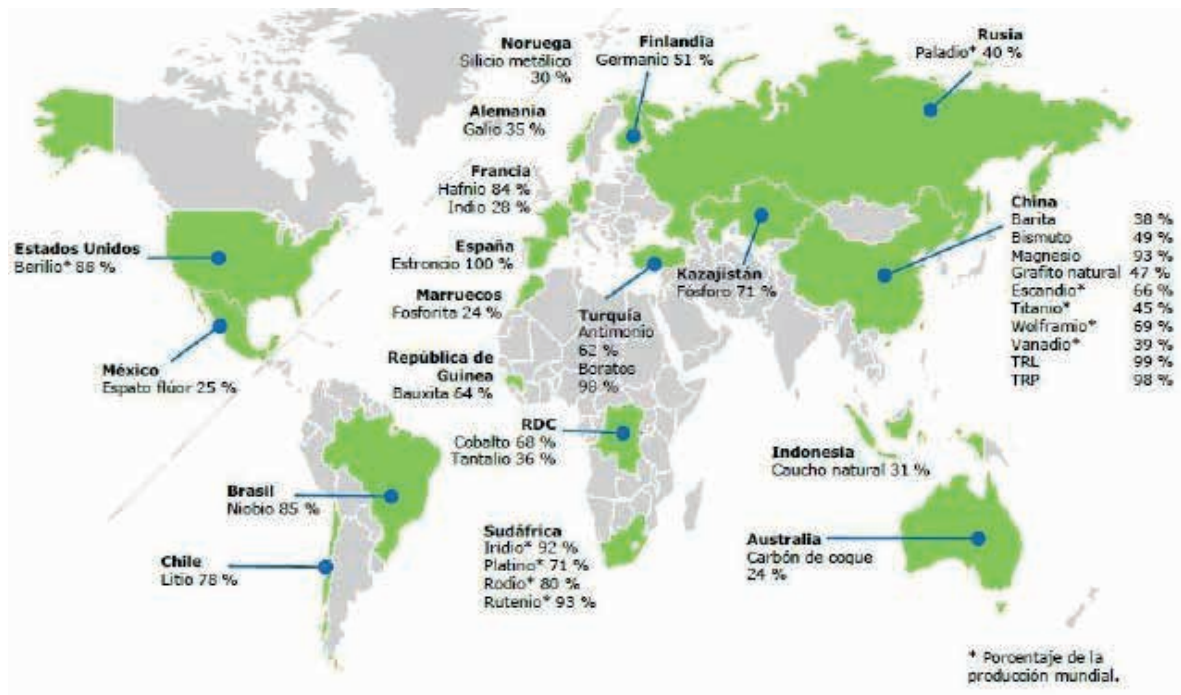 Noruega
Silicio metálico
30 %
Finlandia
Germanio 51 %
Rusia
Paladio* 40 %
Alemania
Galio 35 %
Francia
Hafnio 84 %
Indio 28 %
China
Barita 38 %
Bismuto 49 %
Magnesio 93 %
Grafito natural 47 %
Escandio* 66 %
Titanio* 45 %
Wolframio* 69 %
Vanadio* 39 %
TRL 99 %
TRP 98 %
Estados Unidos
Berilio* 88 %
España
Estroncio 100 %
Kazajistán
Fósforo 71 %
Marruecos
Fosforita 24 %
Turquía
Antimonio
62 %
Boratos
98 %
México
Espato flúor 25 %
República de
Guinea
Bauxita 64 %
RDC
Cobalto 68 %
Tantalio 36 %
Indonesia
Caucho natural 31 %
Brasil
Niobio 85 %
Chile
Litio 78 %
Sudáfrica
Iridio* 92 %
Platino* 71 %
Rodio* 80 %
Rutenio* 93 %
Australia
Carbón de coque
24 %
* Porcentaje de la
producción mundial.